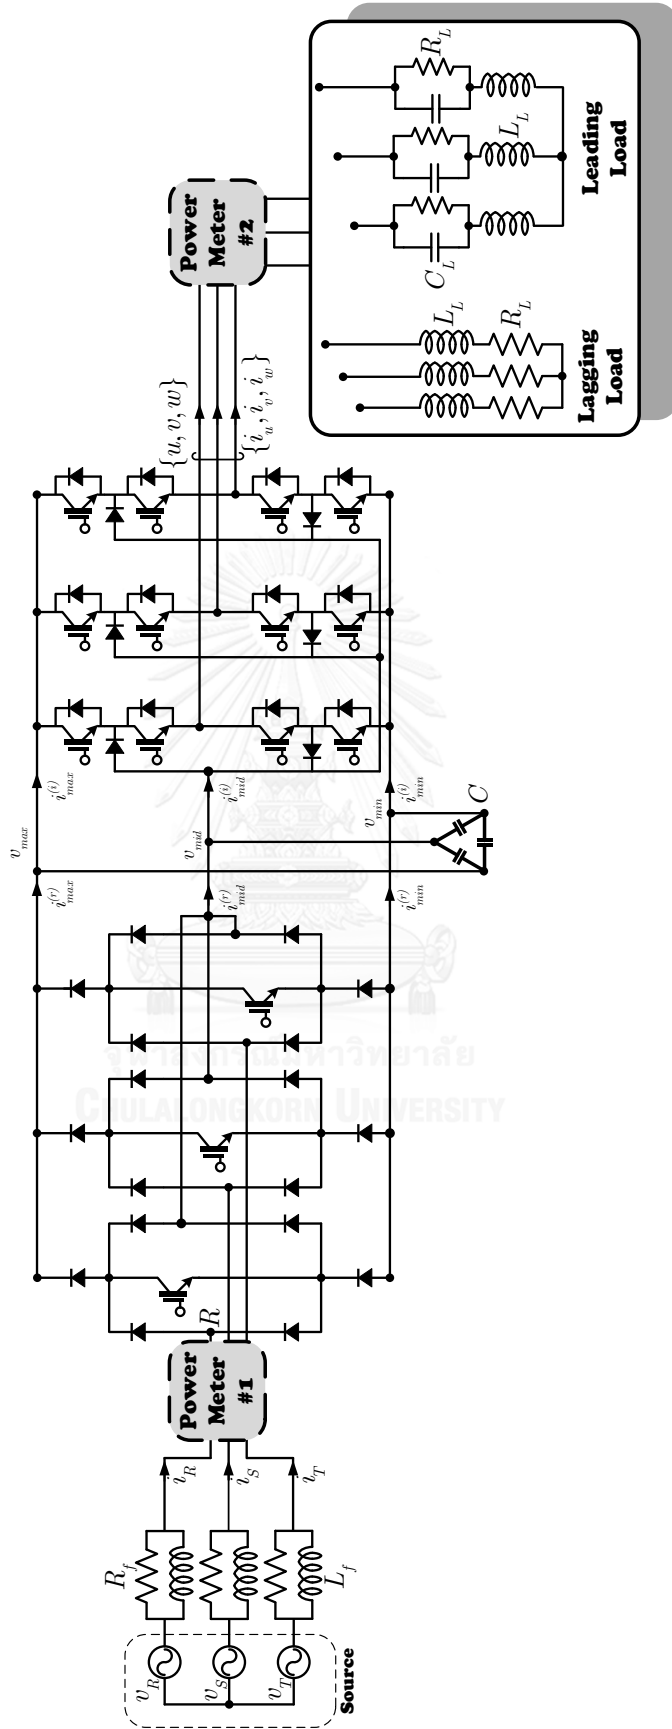 Source
v_R
v_S
v_T
R_f
L_f
i_R
i_S
i_T
Power
Meter
#1
R
v_max
i_max^(r)
i_max^(i)
v_mid
i_mid^(r)
i_mid^(i)
v_min
i_min^(r)
i_min^(i)
C
{u, v, w}
{i_u, i_v, i_w}
Power
Meter
#2
L_L
R_L
Lagging
Load
C_L
R_L
L_L
Leading
Load
จุฬาลงกรณ์มหาวิทยาลัย
CHULALONGKORN UNIVERSITY